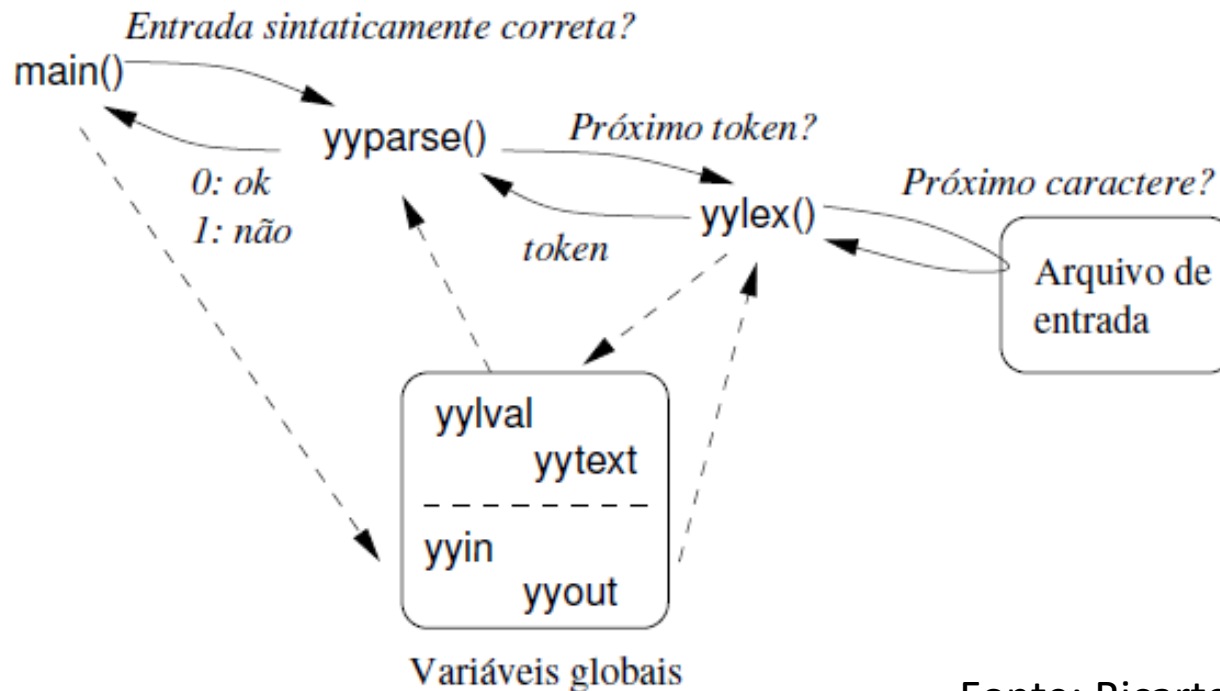 Entrada sintaticamente correta?
main()
yyparse()
Próximo token?
0: ok
1: não
yylex()
Próximo caractere?
token
Arquivo de
entrada
yylval
yytext
yyin
yyout
Variáveis globais